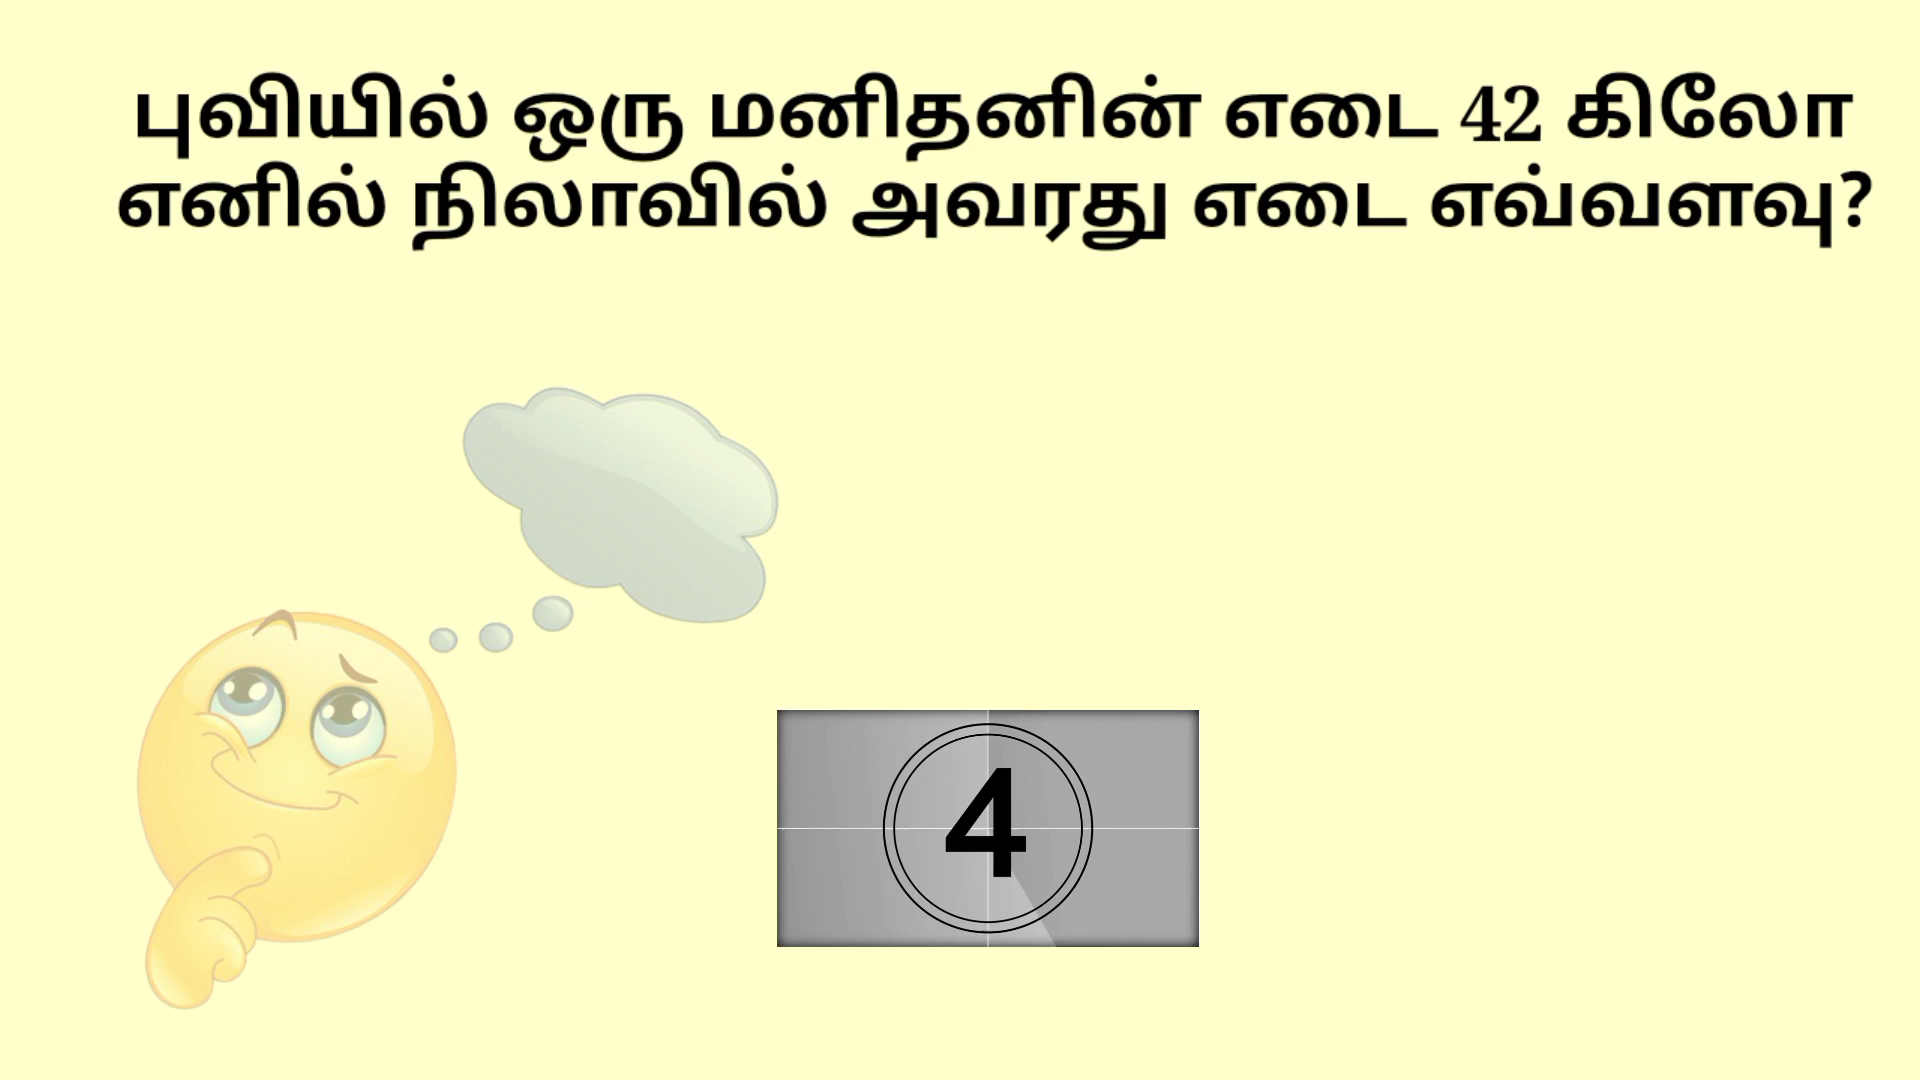 புவியில் ஒரு மனிதனின் எடை 42 கிலோ
எனில் நிலாவில் அவரது எடை எவ்வளவு?
4